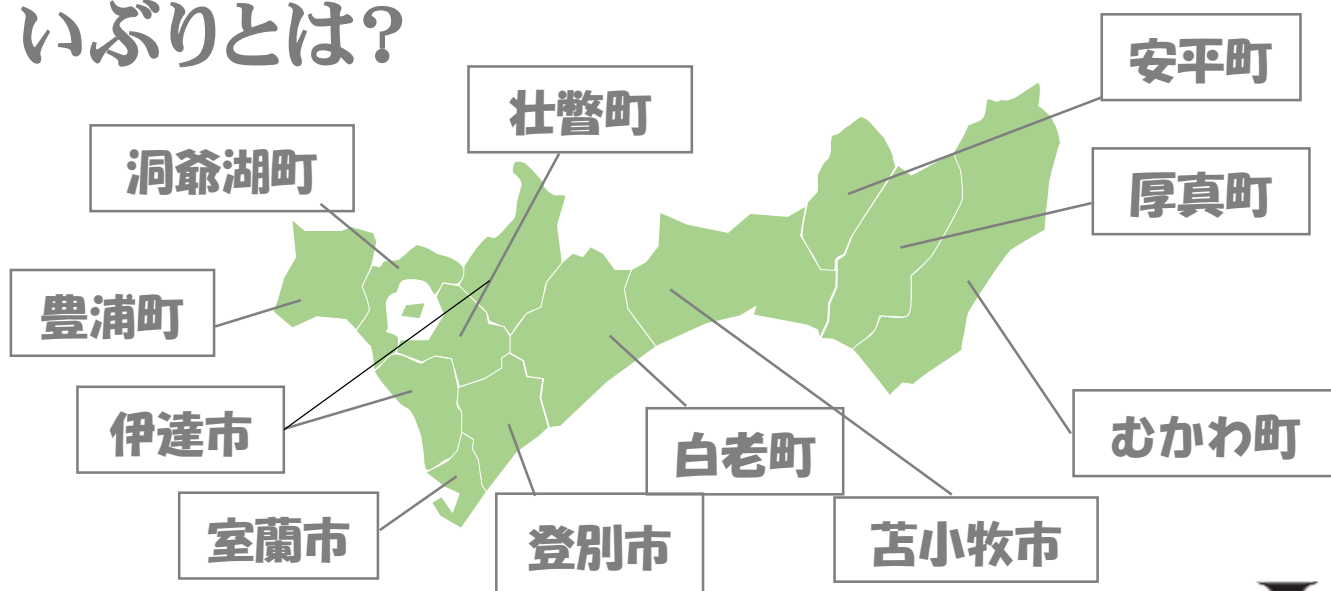 いぶりとは?
安平町
壮瞥町
洞爺湖町
厚真町
豊浦町
むかわ町
伊達市
白老町
室蘭市
登別市
苫小牧市